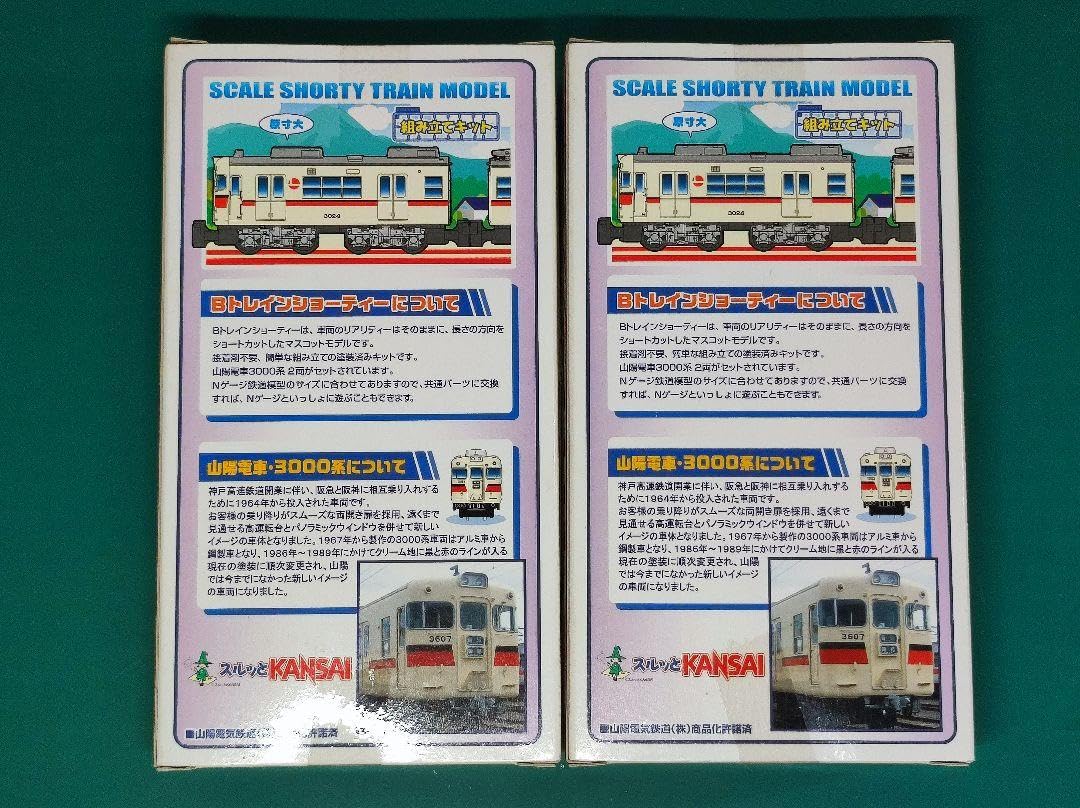 SCALE SHORTY TRAIN MODEL
原寸大
組み立てキット
3024
Bトレインショーティーについて
Bトレインショーティーは、車両のリアリティーはそのままに、長さの方向を
ショートカットしたマスコットモデルです。
接着剤不要、簡単な組み立ての塗装済みキットです。
山陽電車3000系 2両がセットされています。
Nゲージ鉄道模型のサイズに合わせてありますので、共通パーツに交換
すれば、Nゲージといっしょに遊ぶこともできます。
山陽電車・3000系について
神戸高速鉄道開業に伴い、阪急と阪神に相互乗り入れする
ために1964年から投入された車両です。
お客様の乗り降りがスムーズな両開き扉を採用、遠くまで
見通せる高運転台とパノラミックウインドウを併せて新しい
イメージの車体となりました。1967年から製作の3000系車両はアルミ車から
鋼製車となり、1986年〜1989年にかけてクリーム地に黒と赤のラインが入る
現在の塗装に順次変更され、山陽
では今までになかった新しいイメージ
の車両になりました。
3607
スルッとKANSAI
■山陽電気鉄道(株)
許諾済
SCALE SHORTY TRAIN MODEL
原寸大
組み立てキット
3024
Bトレインショーティーについて
Bトレインショーティーは、車両のリアリティーはそのままに、長さの方向を
ショートカットしたマスコットモデルです。
接着剤不要、簡単な組み立ての塗装済みキットです。
山陽電車3000系 2両がセットされています。
Nゲージ鉄道模型のサイズに合わせてありますので、共通パーツに交換
すれば、Nゲージといっしょに遊ぶこともできます。
山陽電車・3000系について
神戸高速鉄道開業に伴い、阪急と阪神に相互乗り入れする
ために1964年から投入された車両です。
お客様の乗り降りがスムーズな両開き扉を採用、遠くまで
見通せる高運転台とパノラミックウインドウを併せて新しい
イメージの車体となりました。1967年から製作の3000系車両はアルミ車から
鋼製車となり、1986年〜1989年にかけてクリーム地に黒と赤のラインが入る
現在の塗装に順次変更され、山陽
では今までになかった新しいイメージ
の車両になりました。
3607
スルッとKANSAI
■山陽電気鉄道(株)商品化許諾済